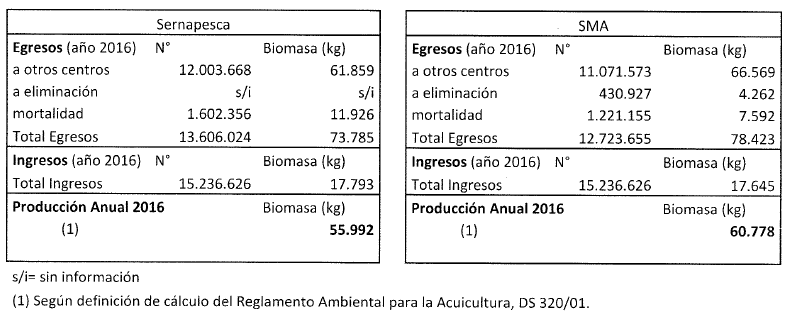 Sernapesca
Egresos (año 2016) N° Biomasa (kg)
a otros centros 12.003.668 61.859
a eliminación s/i s/i
mortalidad 1.602.356 11.926
Total Egresos 13.606.024 73.785
Ingresos (año 2016) N° Biomasa (kg)
Total Ingresos 15.236.626 17.793
Producción Anual 2016 Biomasa (kg)
(1) 55.992
SMA
Egresos (año 2016) N° Biomasa (kg)
a otros centros 11.071.573 66.569
a eliminación 430.927 4.262
mortalidad 1.221.155 7.592
Total Egresos 12.723.655 78.423
Ingresos (año 2016) N° Biomasa (kg)
Total Ingresos 15.236.626 17.645
Producción Anual 2016 Biomasa (kg)
(1) 60.778
s/i= sin información
(1) Según definición de cálculo del Reglamento Ambiental para la Acuicultura, DS 320/01.